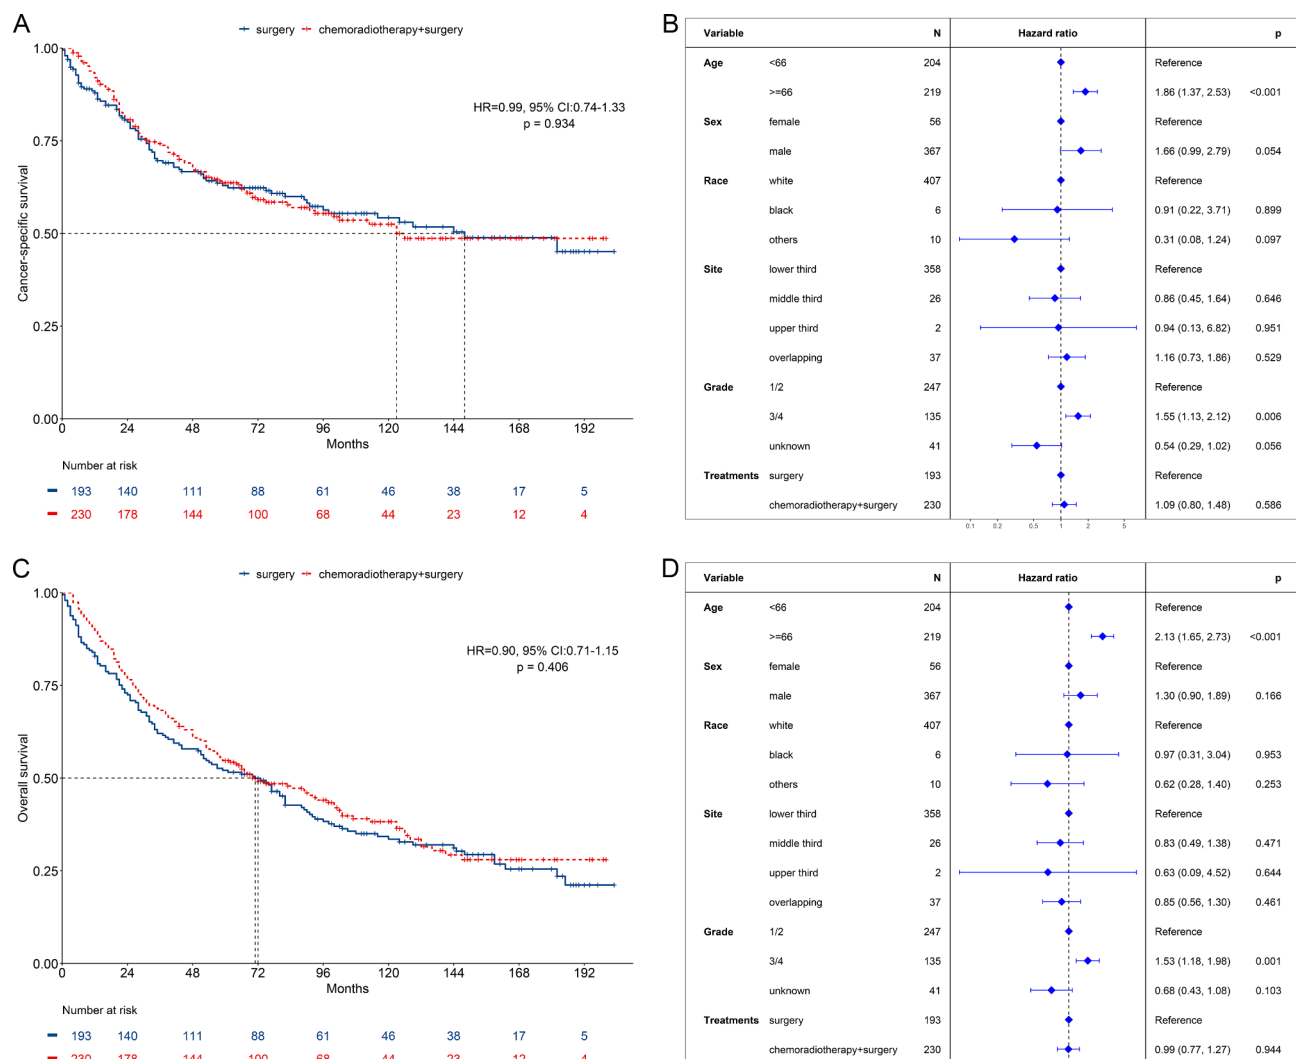 A
surgery chemoradiotherapy+surgery
1.00
0.75
0.50
0.25
0.00
Cancer-specific survival
HR=0.99, 95% CI:0.74-1.33
p = 0.934
0 24 48 72 96 120 144 168 192
Months
Number at risk
193 140 111 88 61 46 38 17 5
230 178 144 100 68 44 23 12 4
B
Variable N Hazard ratio p
Age <66 204 Reference
>=66 219 1.86 (1.37, 2.53) <0.001
Sex female 56 Reference
male 367 1.66 (0.99, 2.79) 0.054
Race white 407 Reference
black 6 0.91 (0.22, 3.71) 0.899
others 10 0.31 (0.08, 1.24) 0.097
Site lower third 358 Reference
middle third 26 0.86 (0.45, 1.64) 0.646
upper third 2 0.94 (0.13, 6.82) 0.951
overlapping 37 1.16 (0.73, 1.86) 0.529
Grade 1/2 247 Reference
3/4 135 1.55 (1.13, 2.12) 0.006
unknown 41 0.54 (0.29, 1.02) 0.056
Treatments surgery 193 Reference
chemoradiotherapy+surgery 230 1.09 (0.80, 1.48) 0.586
0.1 0.2 0.5 1 2 5
C
surgery chemoradiotherapy+surgery
1.00
0.75
0.50
0.25
0.00
Overall survival
HR=0.90, 95% CI:0.71-1.15
p = 0.406
0 24 48 72 96 120 144 168 192
Months
Number at risk
193 140 111 88 61 46 38 17 5
230 178 144 100 68 44 23 12 4
D
Variable N Hazard ratio p
Age <66 204 Reference
>=66 219 2.13 (1.65, 2.73) <0.001
Sex female 56 Reference
male 367 1.30 (0.90, 1.89) 0.166
Race white 407 Reference
black 6 0.97 (0.31, 3.04) 0.953
others 10 0.62 (0.28, 1.40) 0.253
Site lower third 358 Reference
middle third 26 0.83 (0.49, 1.38) 0.471
upper third 2 0.63 (0.09, 4.52) 0.644
overlapping 37 0.85 (0.56, 1.30) 0.461
Grade 1/2 247 Reference
3/4 135 1.53 (1.18, 1.98) 0.001
unknown 41 0.68 (0.43, 1.08) 0.103
Treatments surgery 193 Reference
chemoradiotherapy+surgery 230 0.99 (0.77, 1.27) 0.944